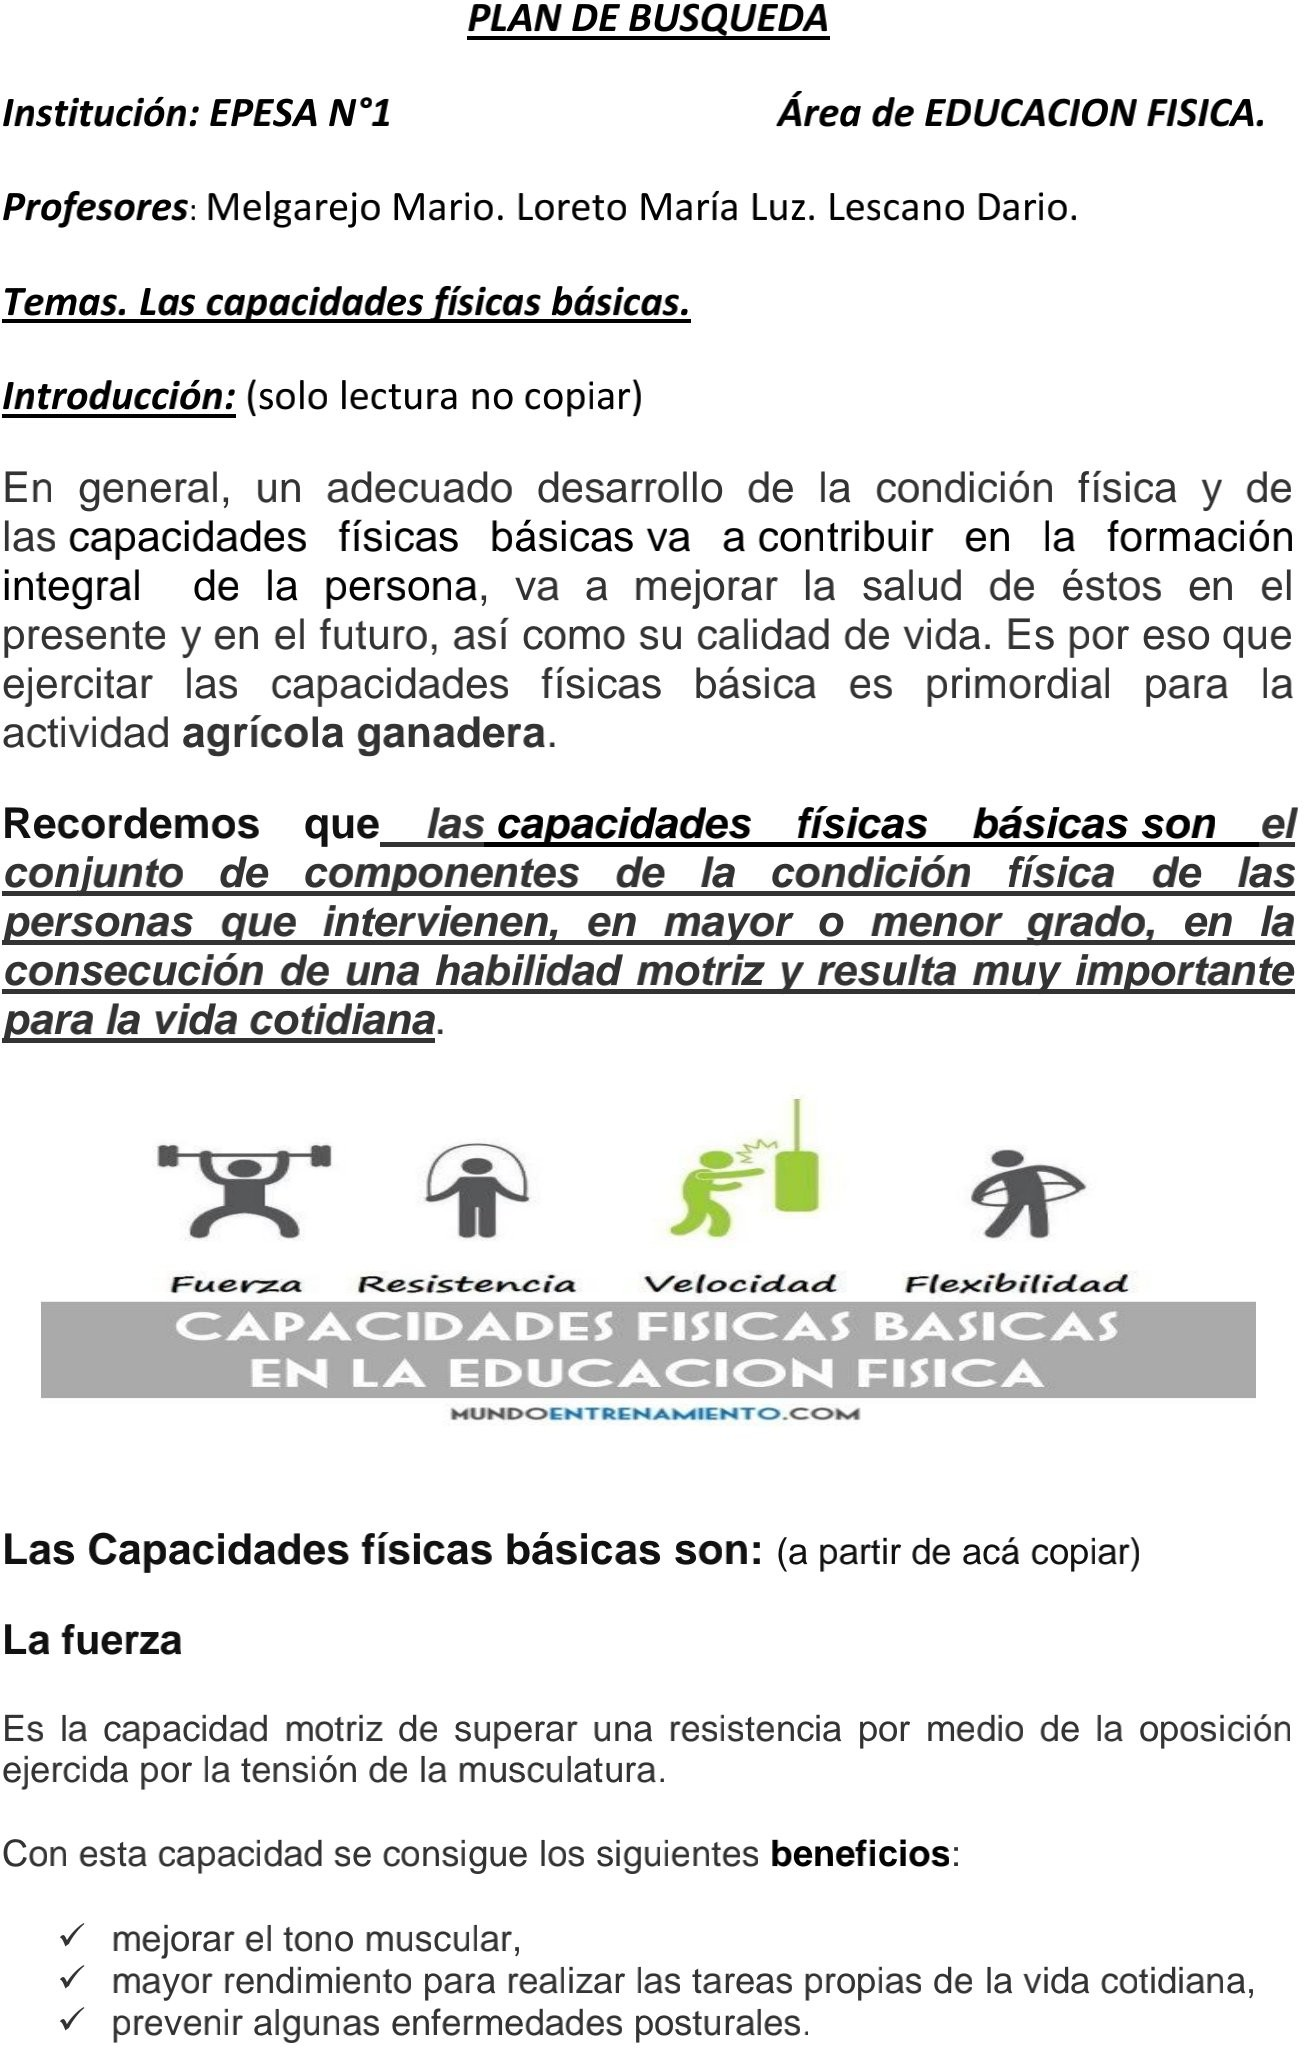 PLAN DE BUSQUEDA
Institución: EPESA N°1 Área de EDUCACION FISICA.
Profesores: Melgarejo Mario. Loreto María Luz. Lescano Dario.
Temas. Las capacidades físicas básicas.
Introducción: (solo lectura no copiar)
En general, un adecuado desarrollo de la condición física y de
las capacidades físicas básicas va a contribuir en la formación
integral de la persona, va a mejorar la salud de éstos en el
presente y en el futuro, así como su calidad de vida. Es por eso que
ejercitar las capacidades físicas básica es primordial para la
actividad agrícola ganadera.
Recordemos que las capacidades físicas básicas son el
conjunto de componentes de la condición física de las
personas que intervienen, en mayor o menor grado, en la
consecución de una habilidad motriz y resulta muy importante
para la vida cotidiana.
Fuerza Resistencia Velocidad Flexibilidad
CAPACIDADES FISICAS BASICAS
EN LA EDUCACION FISICA
MUNDOENTRENAMIENTO.COM
Las Capacidades físicas básicas son: (a partir de acá copiar)
La fuerza
Es la capacidad motriz de superar una resistencia por medio de la oposición
ejercida por la tensión de la musculatura.
Con esta capacidad se consigue los siguientes beneficios:
✓ mejorar el tono muscular,
✓ mayor rendimiento para realizar las tareas propias de la vida cotidiana,
✓ prevenir algunas enfermedades posturales.